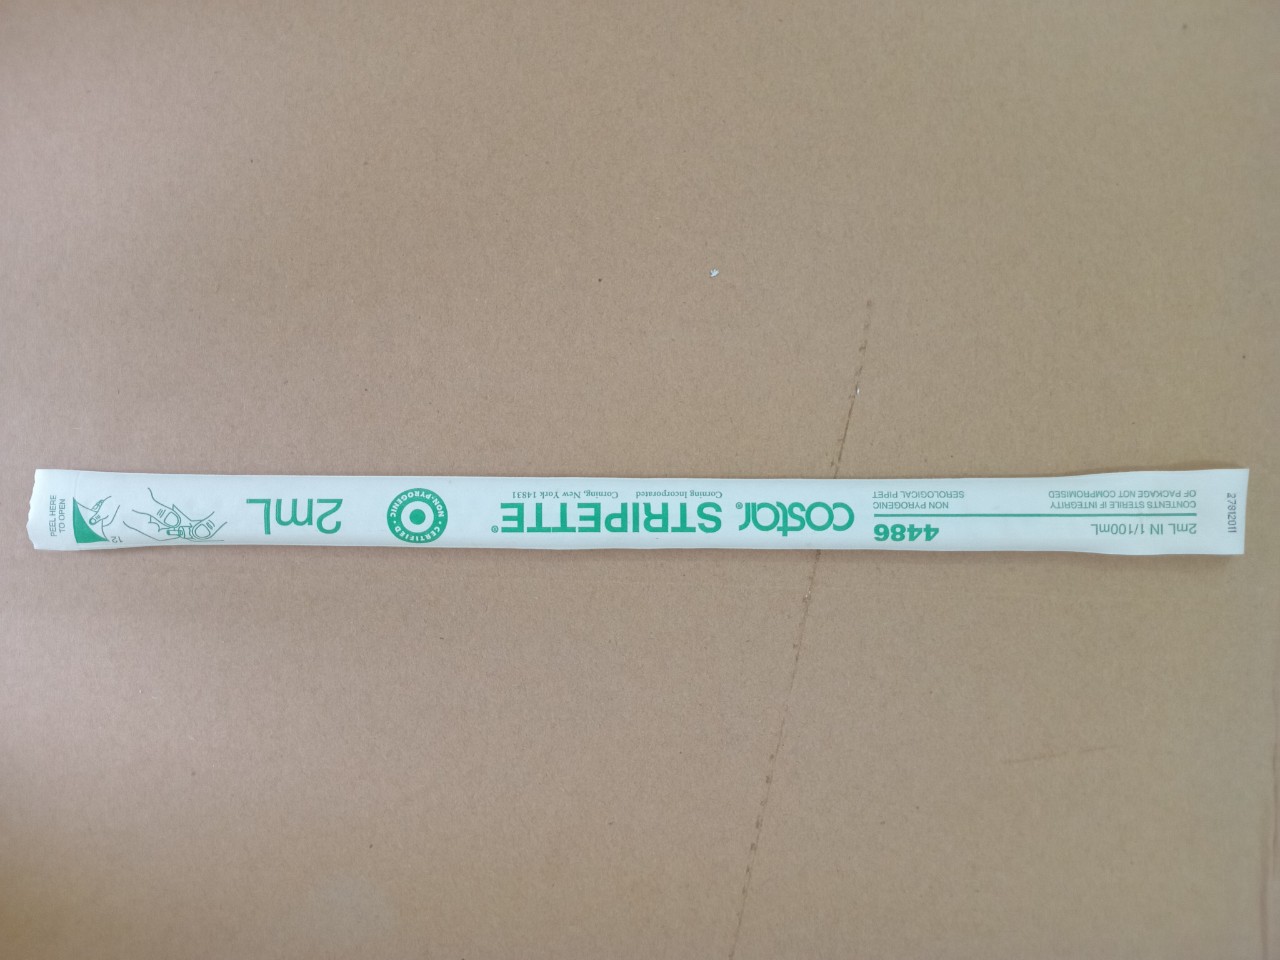 2mL IN 1/100mL
CONTENTS STERILE IF INTEGRITY
OF PACKAGE NOT COMPROMISED
4486
NON PYROGENIC
SEROLOGICAL PIPET
costar® STRIPETTE®
Corning Incorporated Corning, New York 14831
• CERTIFIED • NON-PYROGENIC
2mL
12
PEEL HERE
TO OPEN